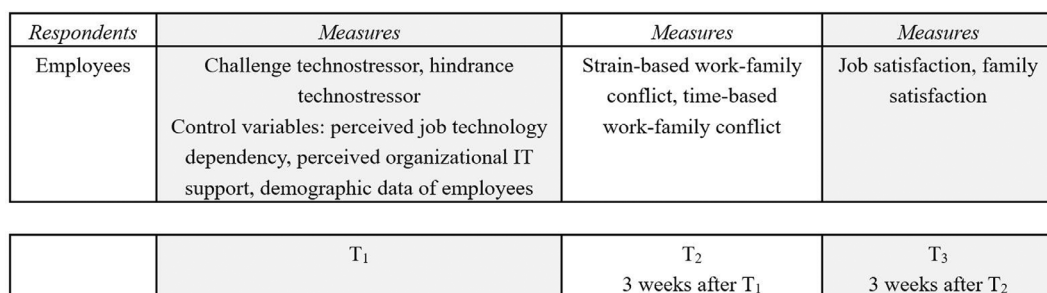 Respondents Measures Measures Measures
Employees Challenge technostressor, hindrance Strain-based work-family Job satisfaction, family
technostressor conflict, time-based satisfaction
Control variables: perceived job technology work-family conflict
dependency, perceived organizational IT
support, demographic data of employees
T₁ T₂ T₃
3 weeks after T₁ 3 weeks after T₂